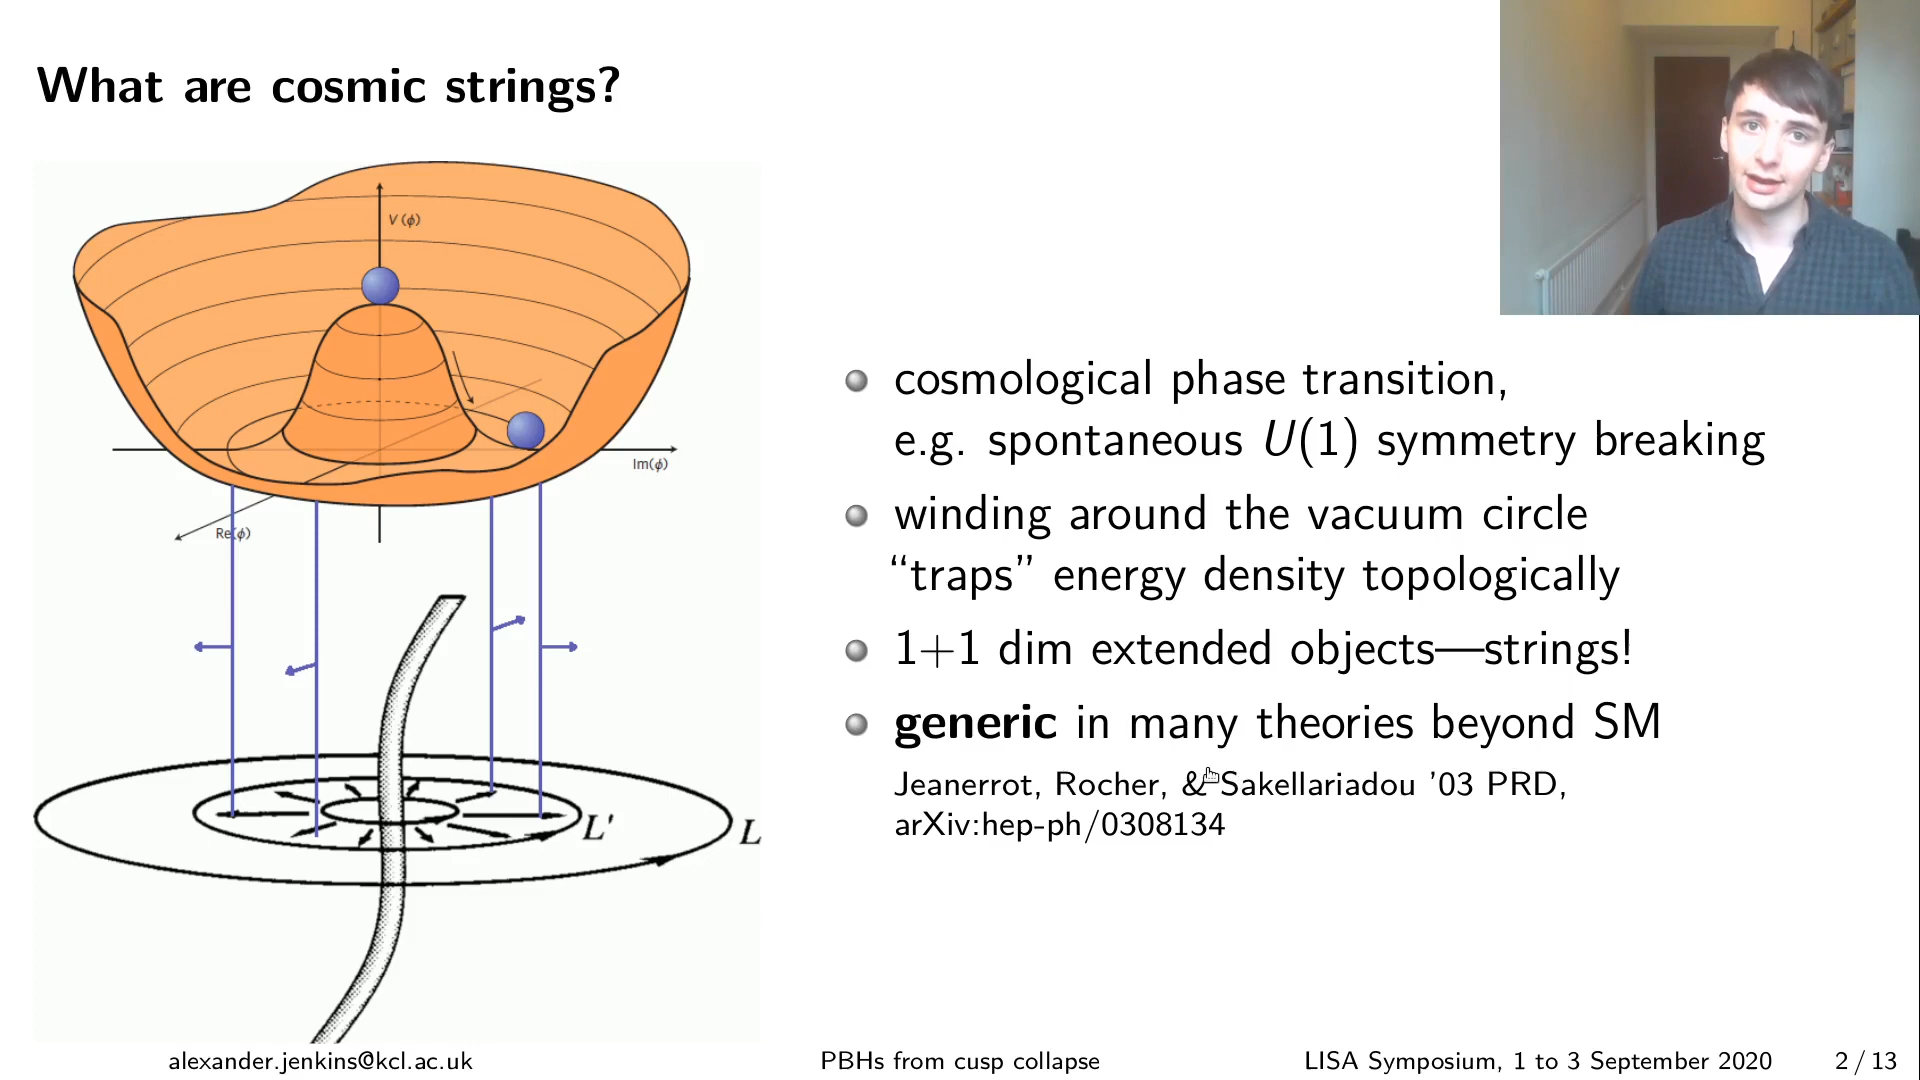 What are cosmic strings?
V(ϕ)
Im(ϕ)
Re(ϕ)
L'
L
cosmological phase transition,
e.g. spontaneous U(1) symmetry breaking
winding around the vacuum circle
“traps” energy density topologically
1+1 dim extended objects—strings!
generic in many theories beyond SM
Jeanerrot, Rocher, & Sakellariadou ’03 PRD,
arXiv:hep-ph/0308134
alexander.jenkins@kcl.ac.uk
PBHs from cusp collapse
LISA Symposium, 1 to 3 September 2020
2 / 13